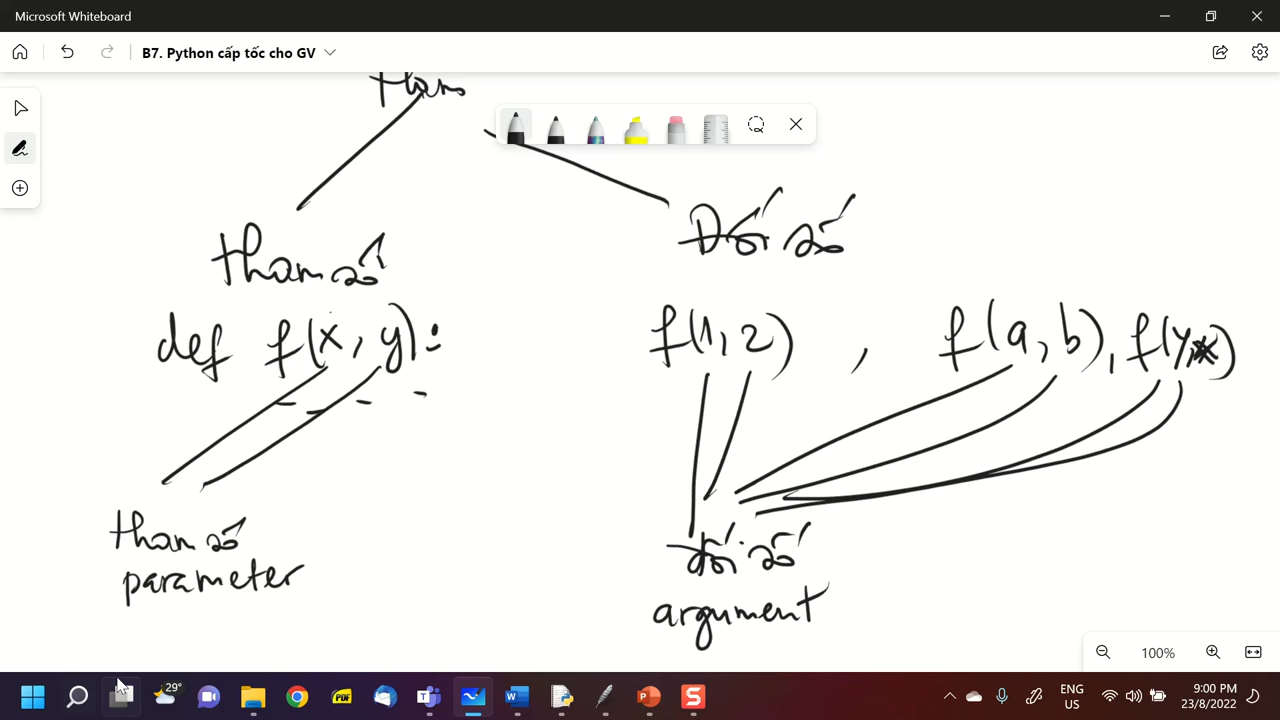 Microsoft Whiteboard
B7. Python cấp tốc cho GV
tham số
Đối số
def f(x, y):
f(1, 2) , f(a, b), f(y, x)
tham số
parameter
đối số
argument
100%
29°
PDF
ENG
US
9:00 PM
23/8/2022